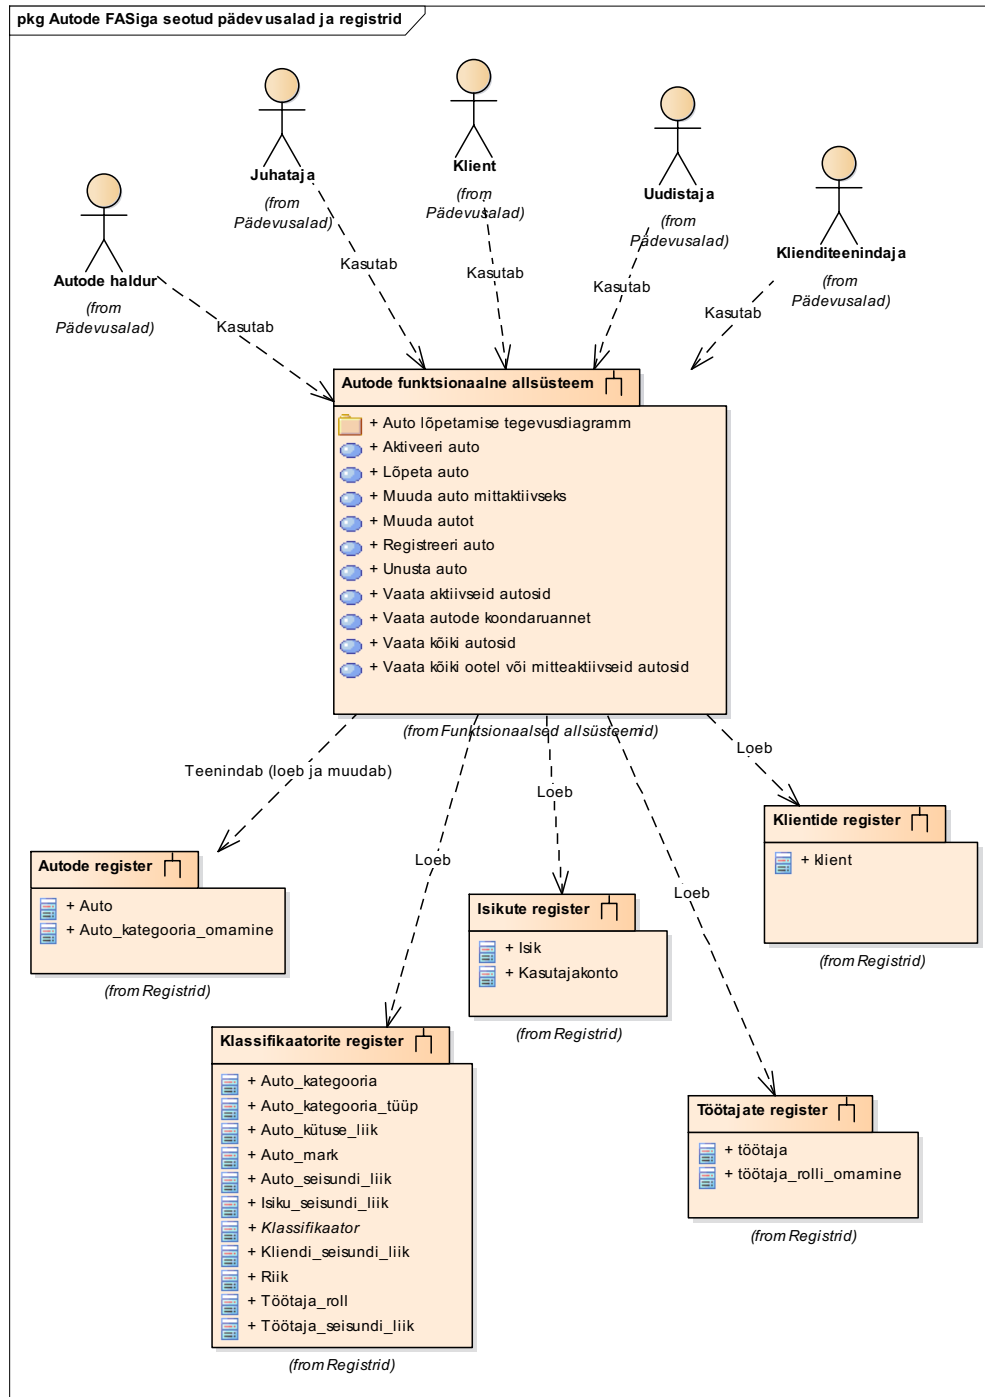 pkg Autode FASiga seotud pädevusalad ja registrid
Juhataja
(from
Pädevusalad)
Klient
(from
Pädevusalad)
Uudistaja
(from
Pädevusalad)
Klienditeenindaja
(from
Pädevusalad)
Autode haldur
(from
Pädevusalad)
Kasutab
Kasutab
Kasutab
Kasutab
Kasutab
Autode funktsionaalne allsüsteem
+ Auto lõpetamise tegevusdiagramm
+ Aktiveeri auto
+ Lõpeta auto
+ Muuda auto mittaktiivseks
+ Muuda autot
+ Registreeri auto
+ Unusta auto
+ Vaata aktiivseid autosid
+ Vaata autode koondaruannet
+ Vaata kõiki autosid
+ Vaata kõiki ootel või mitteaktiivseid autosid
(from Funktsionaalsed allsüsteemid)
Teenindab (loeb ja muudab)
Loeb
Loeb
Loeb
Loeb
Autode register
+ Auto
+ Auto_kategooria_omamine
(from Registrid)
Klientide register
+ klient
(from Registrid)
Isikute register
+ Isik
+ Kasutajakonto
(from Registrid)
Klassifikaatorite register
+ Auto_kategooria
+ Auto_kategooria_tüüp
+ Auto_kütuse_liik
+ Auto_mark
+ Auto_seisundi_liik
+ Isiku_seisundi_liik
+ Klassifikaator
+ Kliendi_seisundi_liik
+ Riik
+ Töötaja_roll
+ Töötaja_seisundi_liik
(from Registrid)
Töötajate register
+ töötaja
+ töötaja_rolli_omamine
(from Registrid)